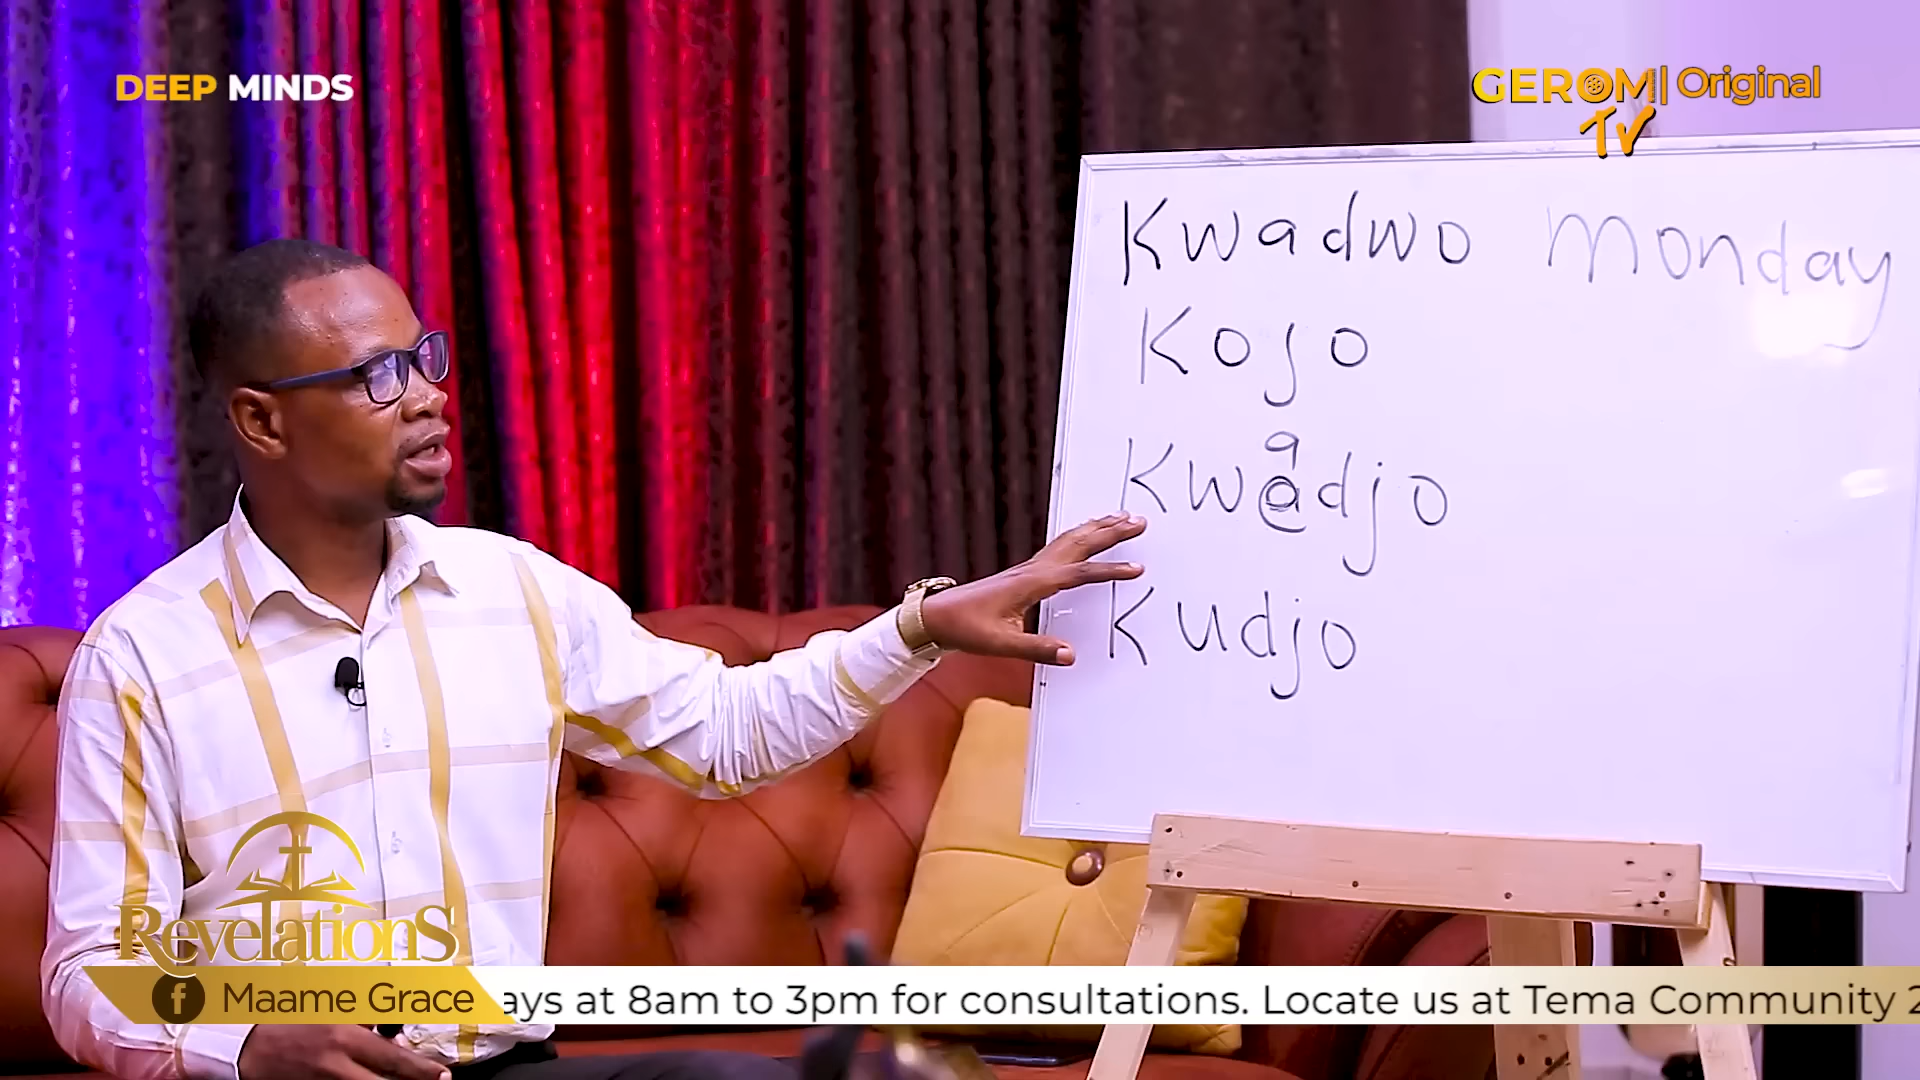 DEEP MINDS
GEROM TV | Original
Kwadwo Monday
Kojo
a
Kwadjo
Kudjo
Revelations
f Maame Grace
ays at 8am to 3pm for consultations. Locate us at Tema Community 2